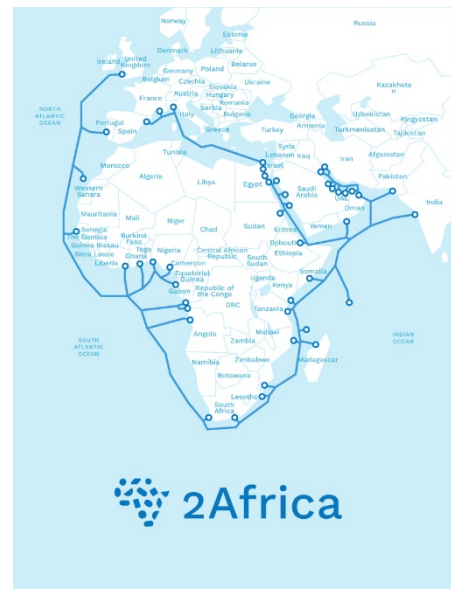 Norway
Russia
Estonia
Denmark
Lithuania
Ireland
United
Kingdom
Belarus
Poland
Germany
Belgium
Czechia
Ukraine
Slovakia
Kazakhsta
n
Austria
Hungary
France
Romania
Serbia
NORTH
ATLANTIC
OCEAN
Italy
Bulgaria
Georgia
Uzbekistan
Kyrgyzstan
Portugal
Spain
Greece
Turkey
Armenia
Turkmenistan
Tajikistan
Syria
Tunisia
Lebanon
Iraq
Iran
Afganistan
Israel
Morocco
Algeria
Libya
Egypt
Pakistan
Western
Sahara
Saudi
Arabia
UAE
India
Oman
Mauritania
Mali
Niger
Chad
Sudan
Eritrea
Yemen
Senegal
The Gambia
Burkina
Faso
Djibouti
Guinea Bissau
Togo
Nigeria
Central African
Republic
South
Sudan
Ethiopia
Siera Leone
Ghana
Liberia
Cameroon
Somalia
Equatorial
Guinea
Uganda
Kenya
Gabon
Republic of
the Congo
DRC
Tanzania
SOUTH
ATLANTIC
OCEAN
Angola
Malawi
INDIAN
OCEAN
Zambia
Madagascar
Namibia
Zimbabwe
Botswana
Lesotho
South
Africa
2Africa